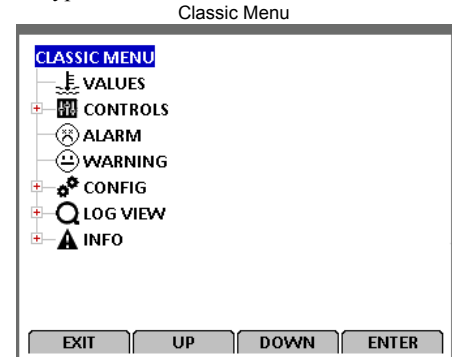 Classic Menu
CLASSIC MENU
VALUES
CONTROLS
ALARM
WARNING
CONFIG
LOG VIEW
INFO
EXIT UP DOWN ENTER